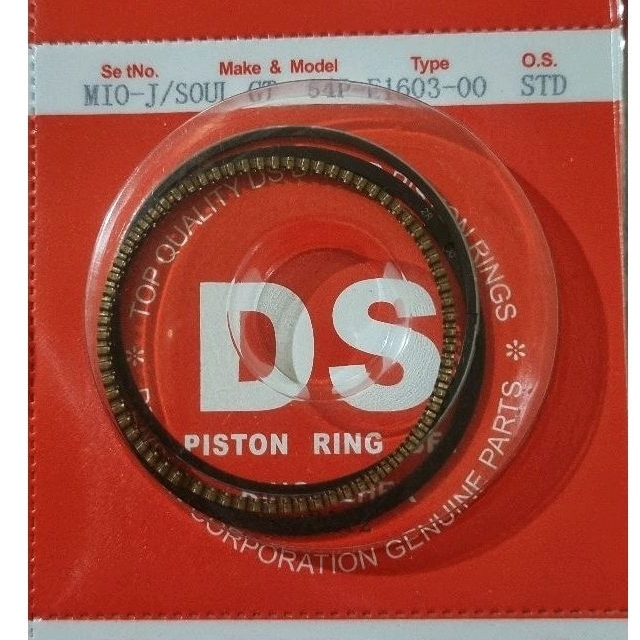 Se tNo. Make & Model Type O.S.
MIO-J/SOUL GT 54P-E1603-00 STD
TOP QUALITY DS
PISTON RINGS
DS
PISTON RING
CORPORATION GENUINE PARTS